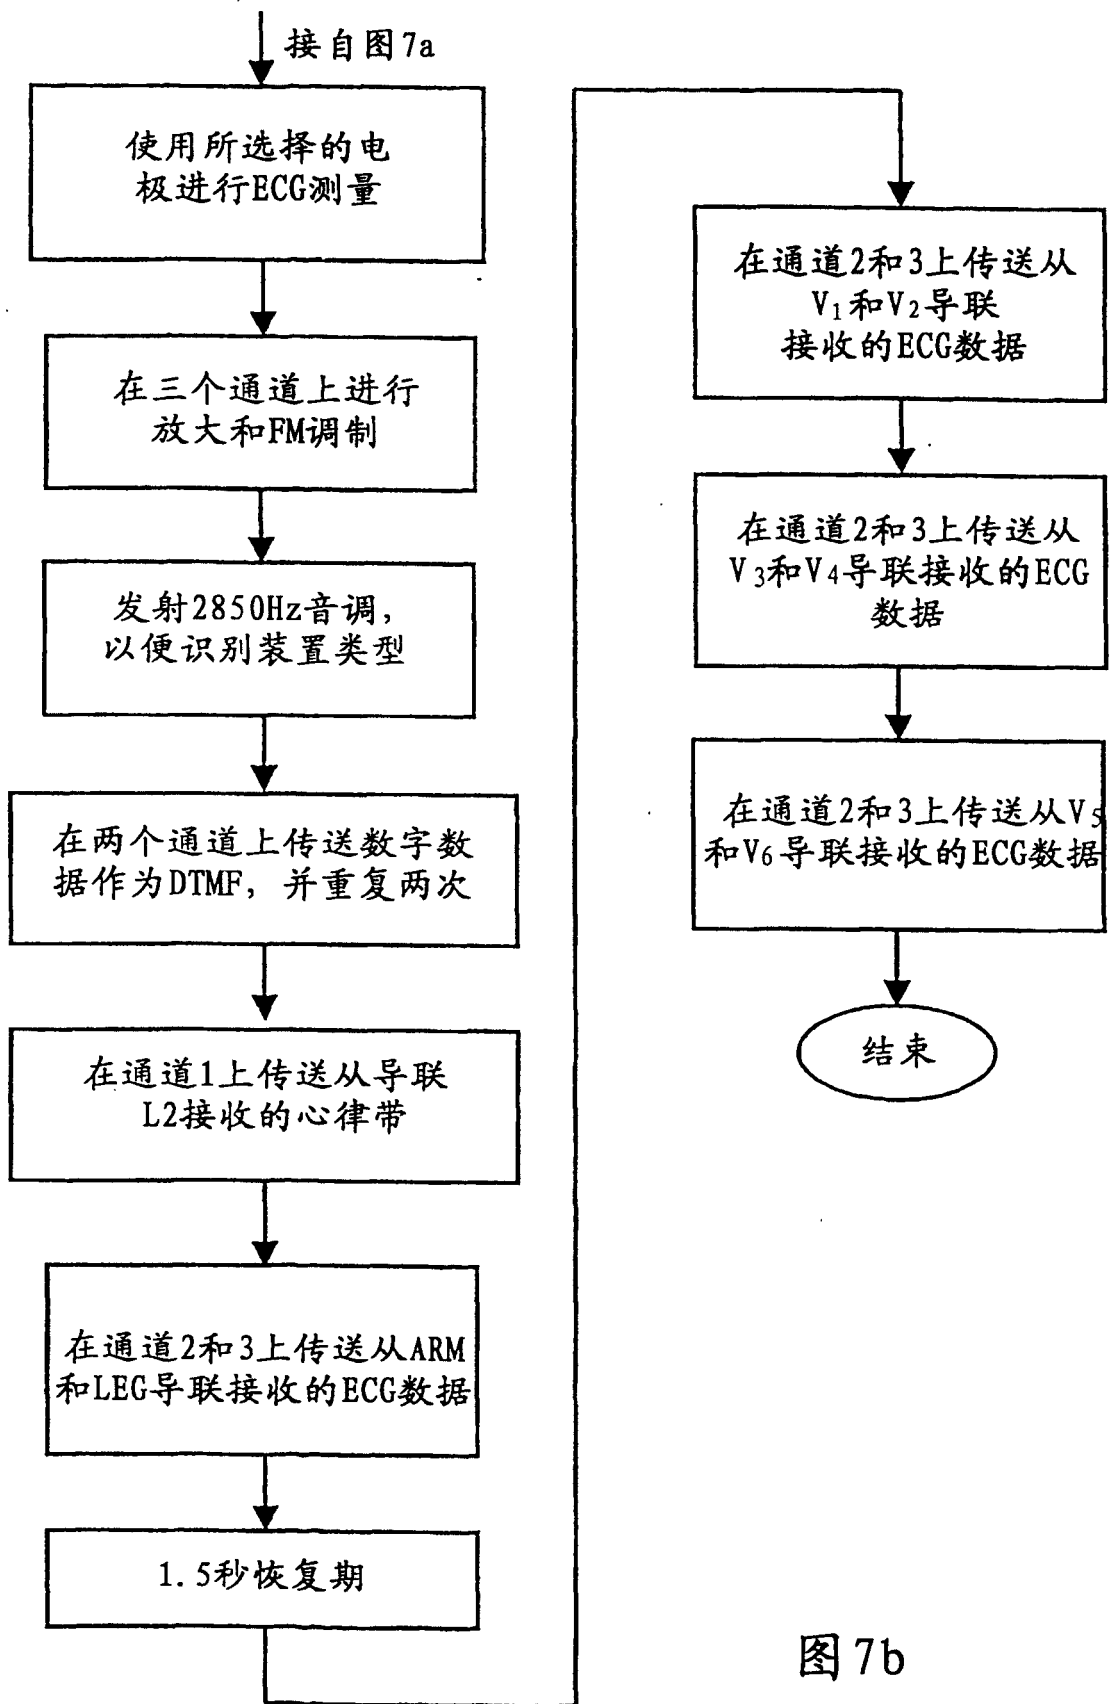 接自图7a
使用所选择的电
极进行ECG测量
在三个通道上进行
放大和FM调制
发射2850Hz音调,
以便识别装置类型
在两个通道上传送数字数
据作为DTMF, 并重复两次
在通道1上传送从导联
L2接收的心律带
在通道2和3上传送从ARM
和LEG导联接收的ECG数据
1.5秒恢复期
在通道2和3上传送从
V₁和V₂导联
接收的ECG数据
在通道2和3上传送从
V₃和V₄导联接收的ECG
数据
在通道2和3上传送从V₅
和V₆导联接收的ECG数据
结束
图7b